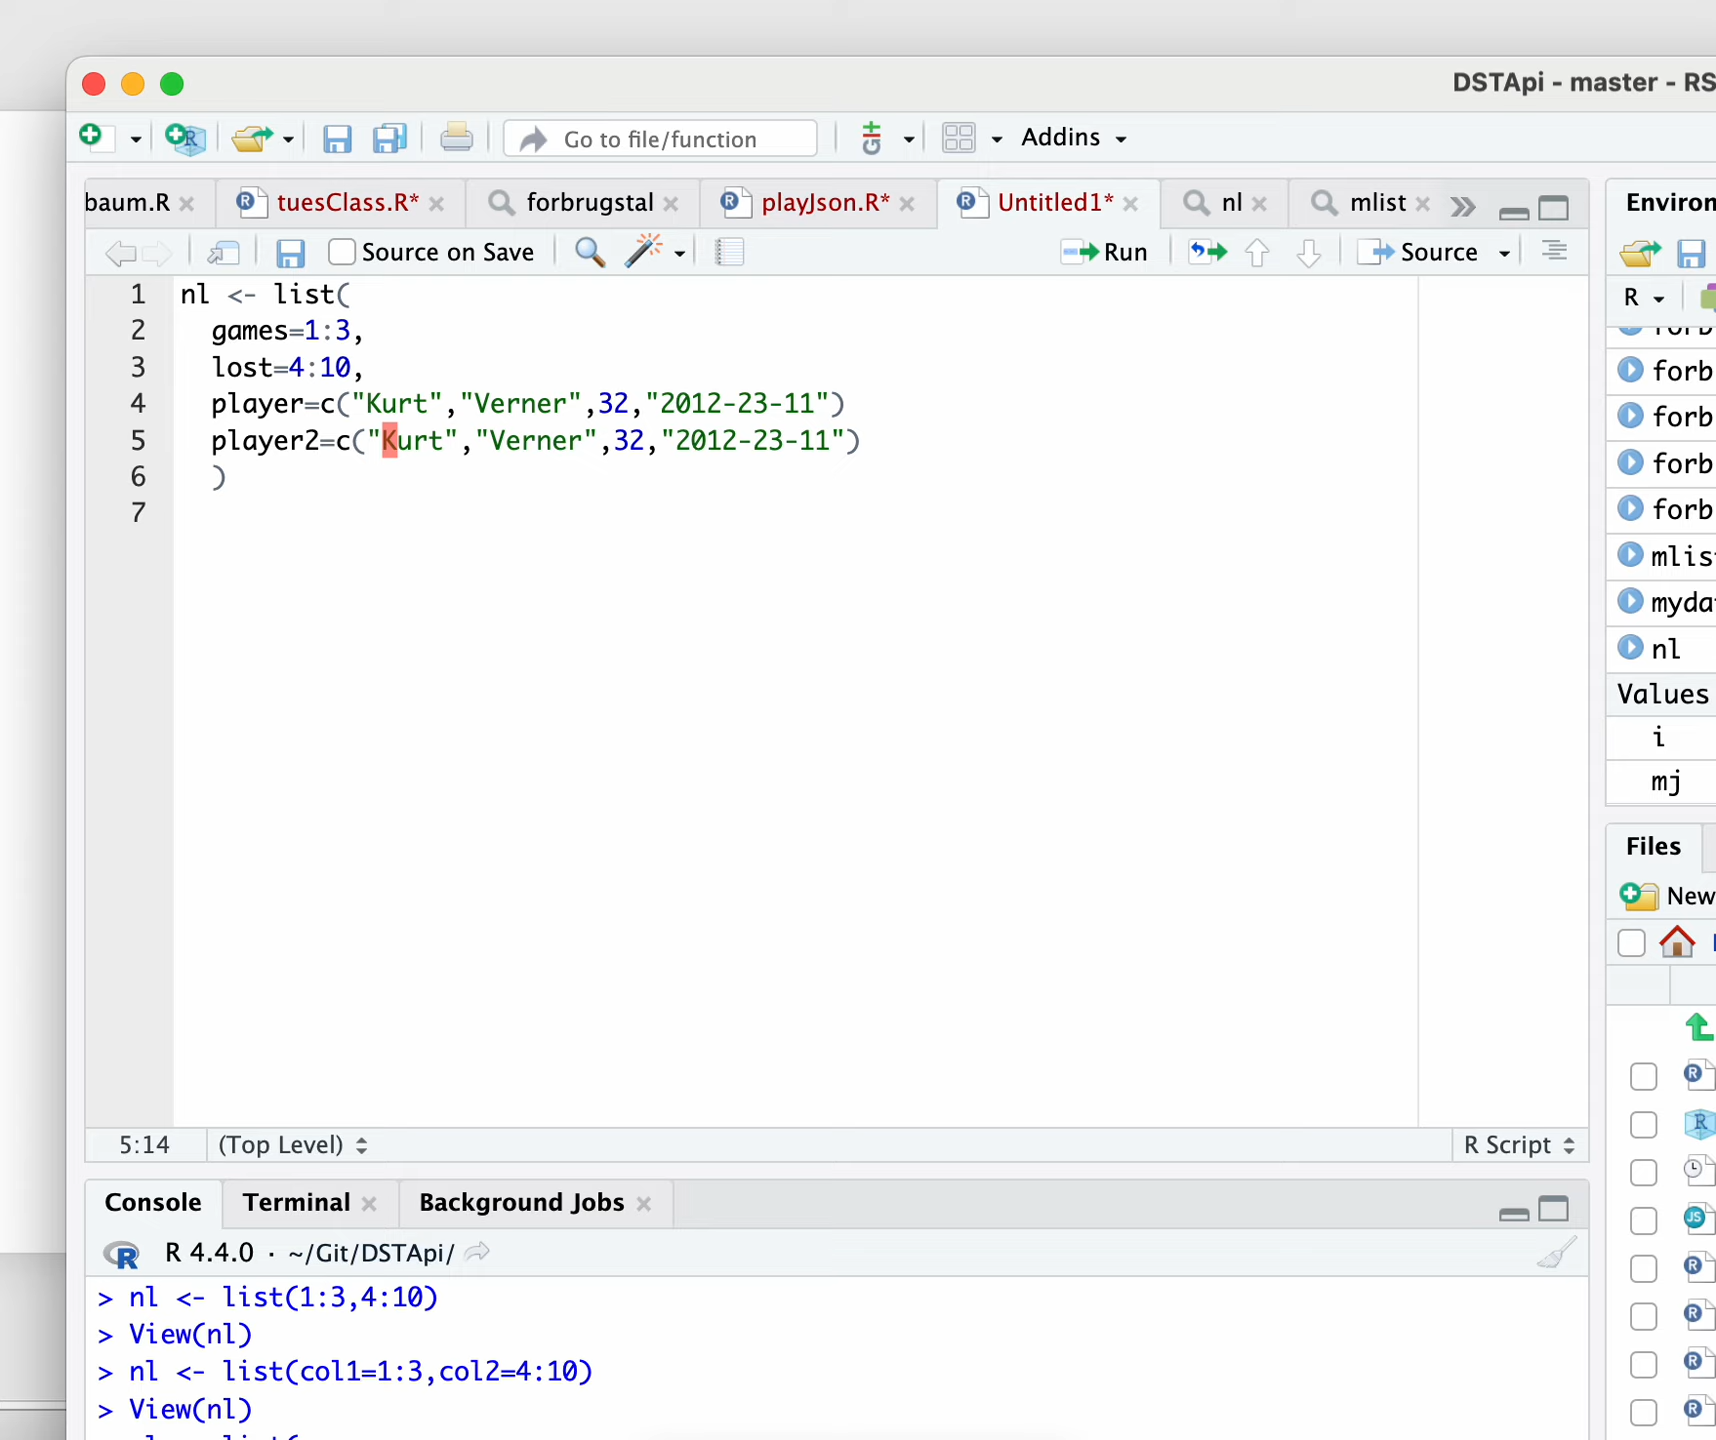 DSTApi - master - RS
Go to file/function
Addins
baum.R
tuesClass.R*
forbrugstal
playJson.R*
Untitled1*
nl
mlist
Environ
Source on Save
Run
Source
R
1 nl <- list(
2 games=1:3,
3 lost=4:10,
4 player=c("Kurt","Verner",32,"2012-23-11")
5 player2=c("Kurt","Verner",32,"2012-23-11")
6 )
7
forb
forb
forb
forb
mlis
myda
nl
Values
i
mj
Files
New
5:14
(Top Level)
R Script
Console
Terminal
Background Jobs
R 4.4.0 · ~/Git/DSTApi/
> nl <- list(1:3,4:10)
> View(nl)
> nl <- list(col1=1:3,col2=4:10)
> View(nl)